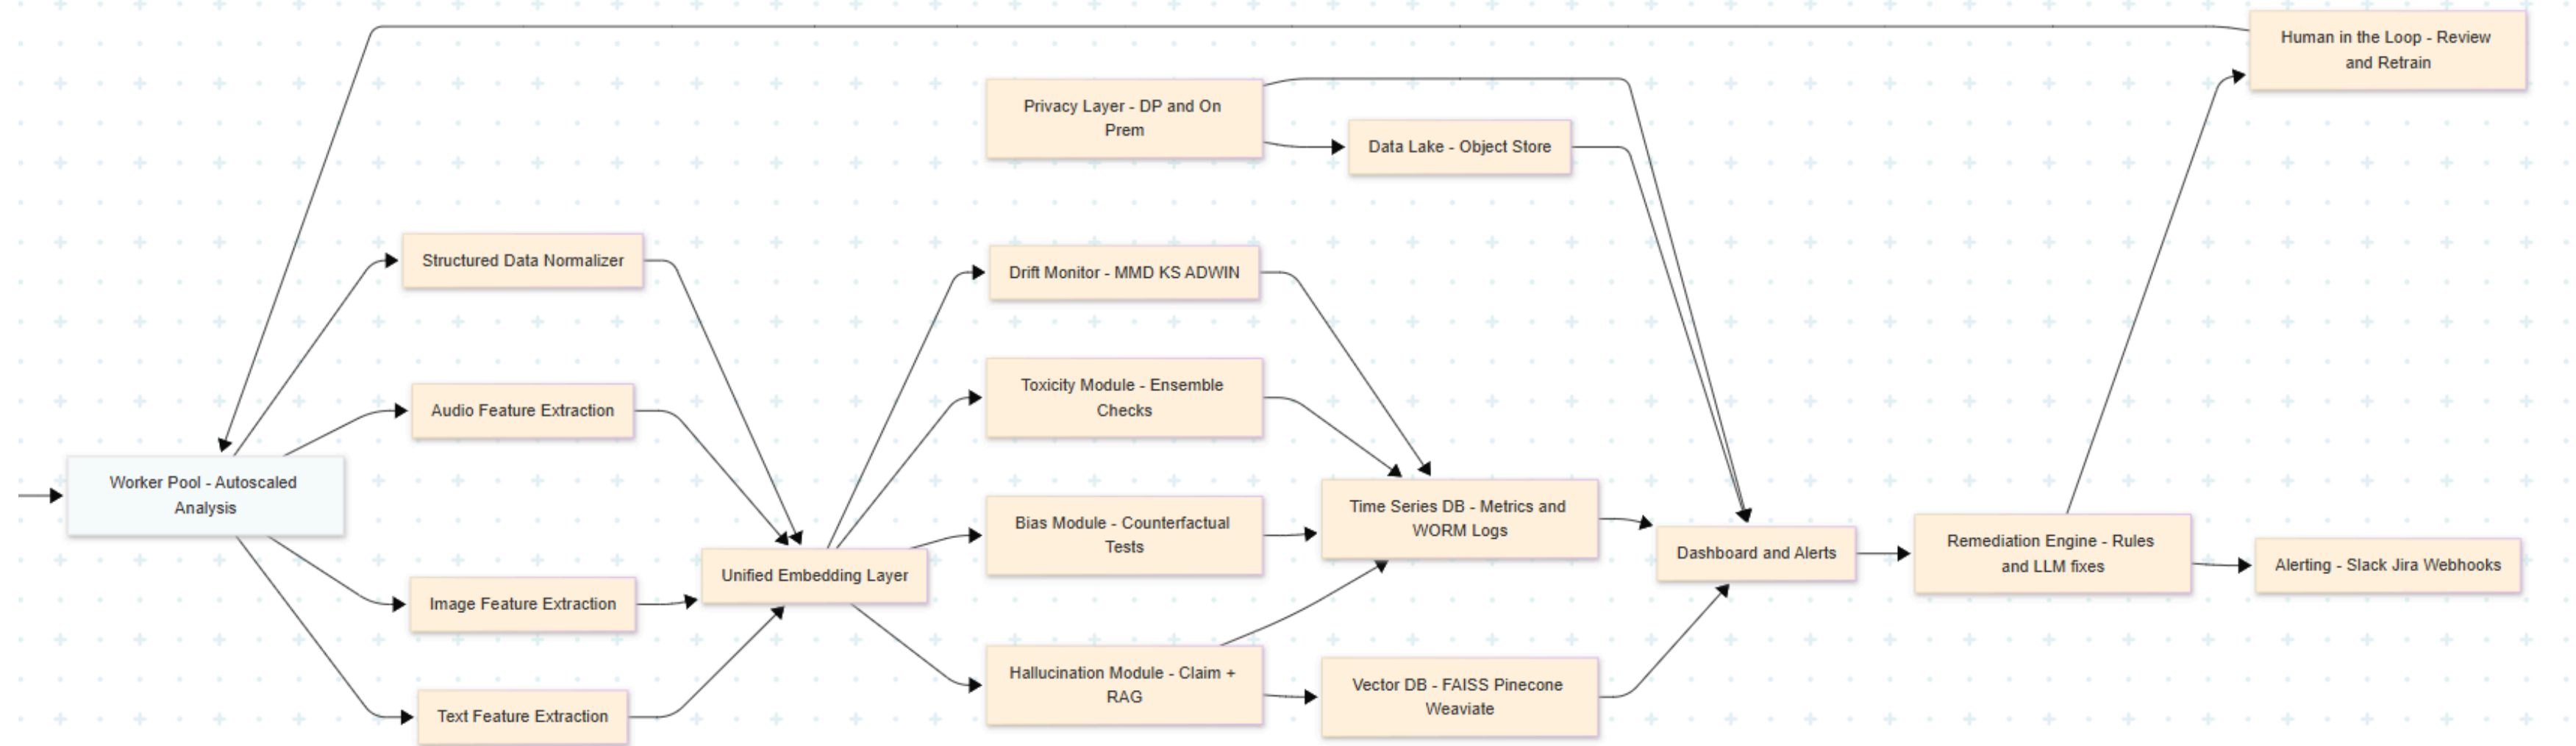 Human in the Loop - Review
and Retrain
Privacy Layer - DP and On
Prem
Data Lake - Object Store
Structured Data Normalizer
Drift Monitor - MMD KS ADWIN
Audio Feature Extraction
Toxicity Module - Ensemble
Checks
Worker Pool - Autoscaled
Analysis
Bias Module - Counterfactual
Tests
Time Series DB - Metrics and
WORM Logs
Dashboard and Alerts
Remediation Engine - Rules
and LLM fixes
Alerting - Slack Jira Webhooks
Unified Embedding Layer
Image Feature Extraction
Hallucination Module - Claim +
RAG
Vector DB - FAISS Pinecone
Weaviate
Text Feature Extraction